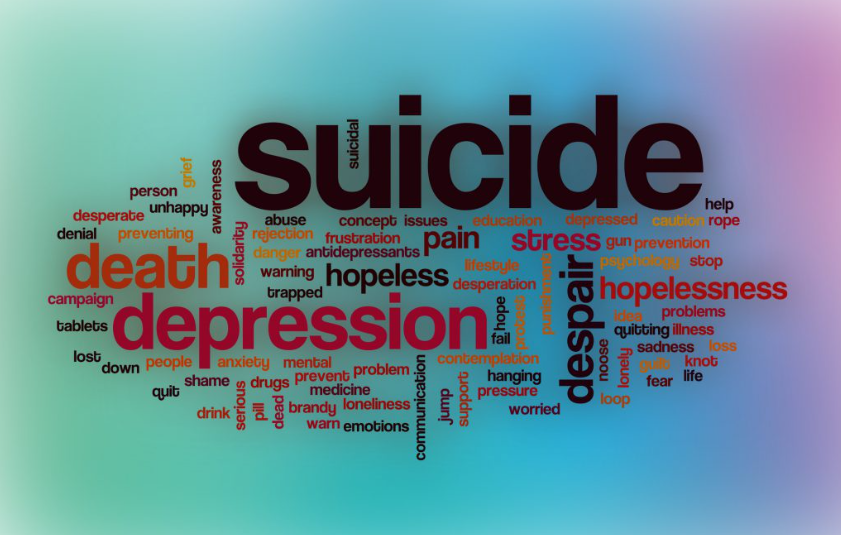 suicide
suicidal
grief
awareness
person
unhappy
desperate
help
abuse
concept
issues
education
depressed
caution
rope
denial
preventing
solidarity
rejection
frustration
pain
stress
gun
prevention
death
danger
antidepressants
psychology
stop
warning
hopeless
lifestyle
punishments
despair
trapped
desperation
hopelessness
campaign
depression
hope
protect
idea
problems
tablets
fail
quitting
illness
lost
down
people
anxiety
mental
contemplation
noose
lonely
sadness
loss
guilt
knot
quit
shame
drugs
prevent
problem
communication
hanging
fear
life
serious
pill
dead
medicine
jump
support
pressure
loop
drink
brandy
loneliness
worried
warn
emotions